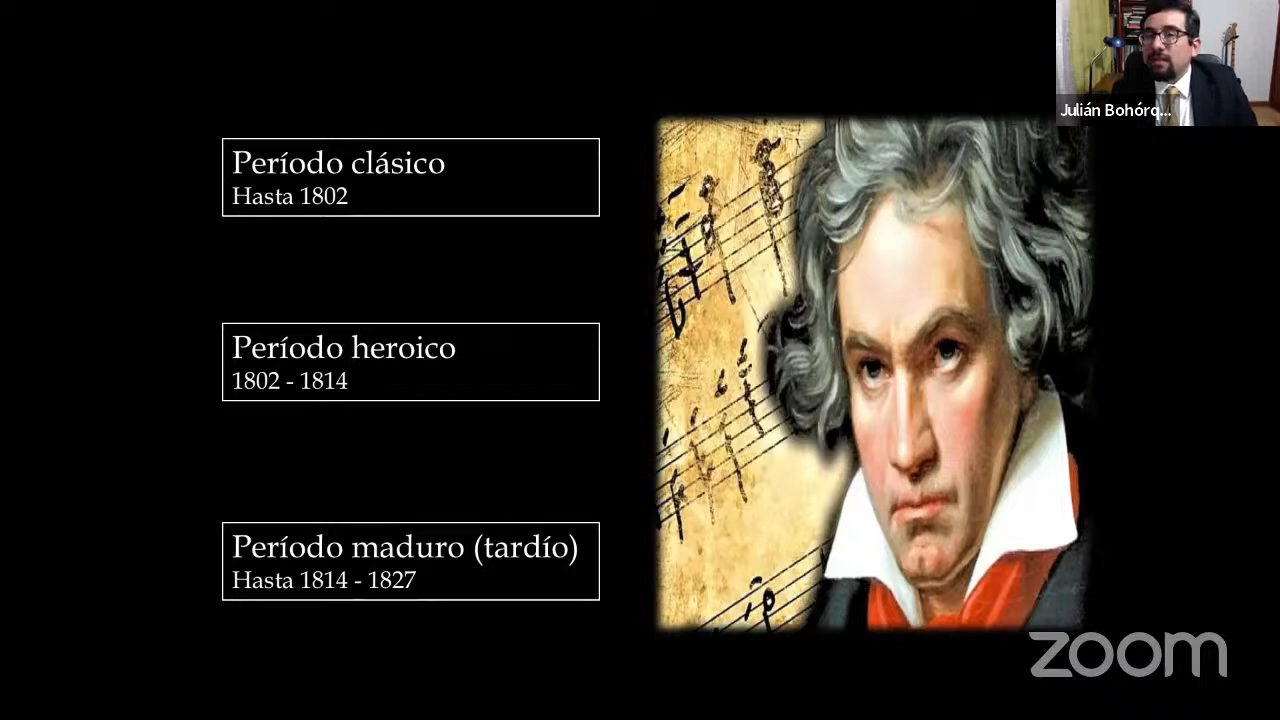 Julián Bohórq...
Período clásico
Hasta 1802
Período heroico
1802 - 1814
Período maduro (tardío)
Hasta 1814 - 1827
zoom